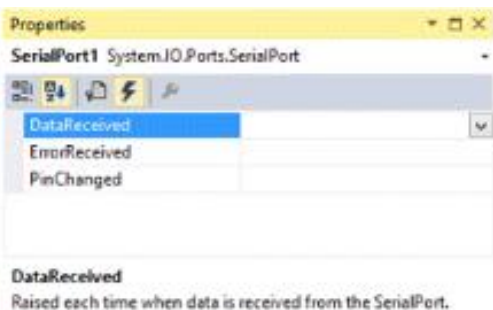 Properties
SerialPort1 System.IO.Ports.SerialPort
DataReceived
ErrorReceived
PinChanged
DataReceived
Raised each time when data is received from the SerialPort.